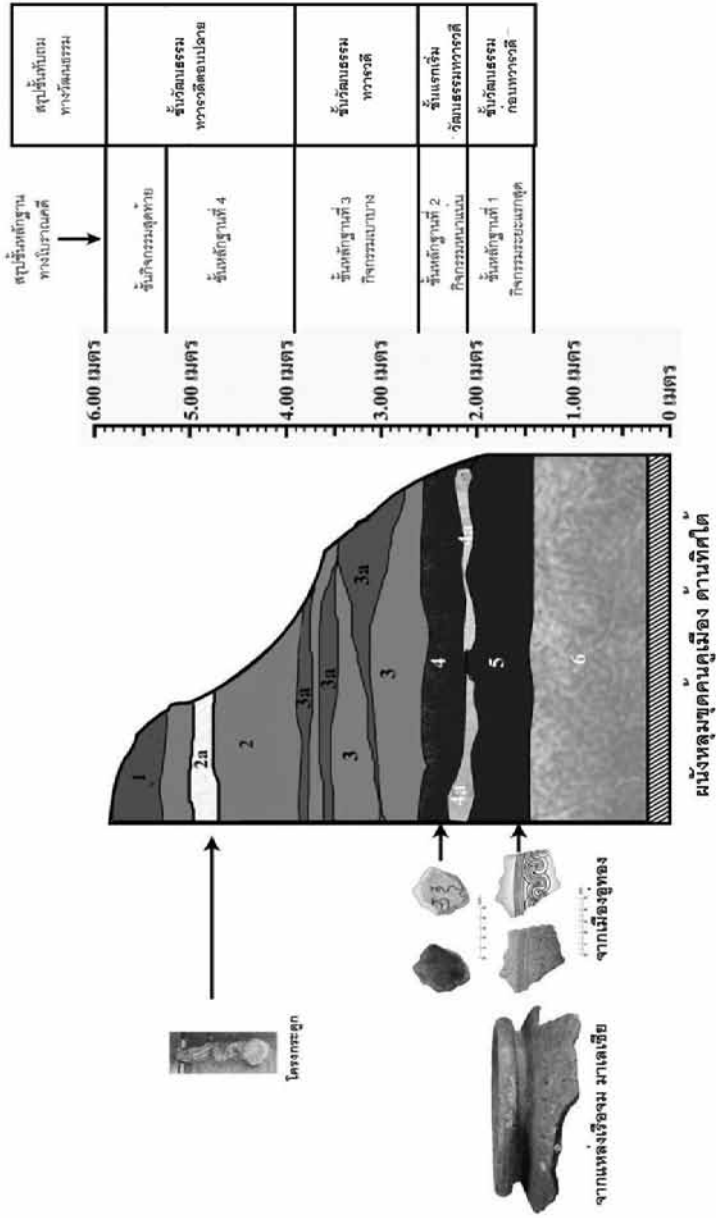 สรุปชั้นหลักฐาน
ทางโบราณคดี
สรุปชั้นทับถม
ทางวัฒนธรรม
ชั้นกิจกรรมสุดท้าย
ชั้นหลักฐานที่ 4
ชั้นวัฒนธรรม
ทวารวดีตอนปลาย
ชั้นหลักฐานที่ 3
กิจกรรมเบาบาง
ชั้นวัฒนธรรม
ทวารวดี
ชั้นหลักฐานที่ 2
กิจกรรมหนาแน่น
ชั้นแรกเริ่ม
วัฒนธรรมทวารวดี
ชั้นหลักฐานที่ 1
กิจกรรมระยะแรกสุด
ชั้นวัฒนธรรม
ก่อนทวารวดี
6.00 เมตร
5.00 เมตร
4.00 เมตร
3.00 เมตร
2.00 เมตร
1.00 เมตร
0 เมตร
1
2a
2
3a
3a
3
3a
3
4
4a
4a
5
6
โครงกระดูก
จากแหล่งเรือจม มาเลเซีย
จากเมืองอู่ทอง
ผนังหลุมขุดค้นคูเมือง ด้านทิศใต้